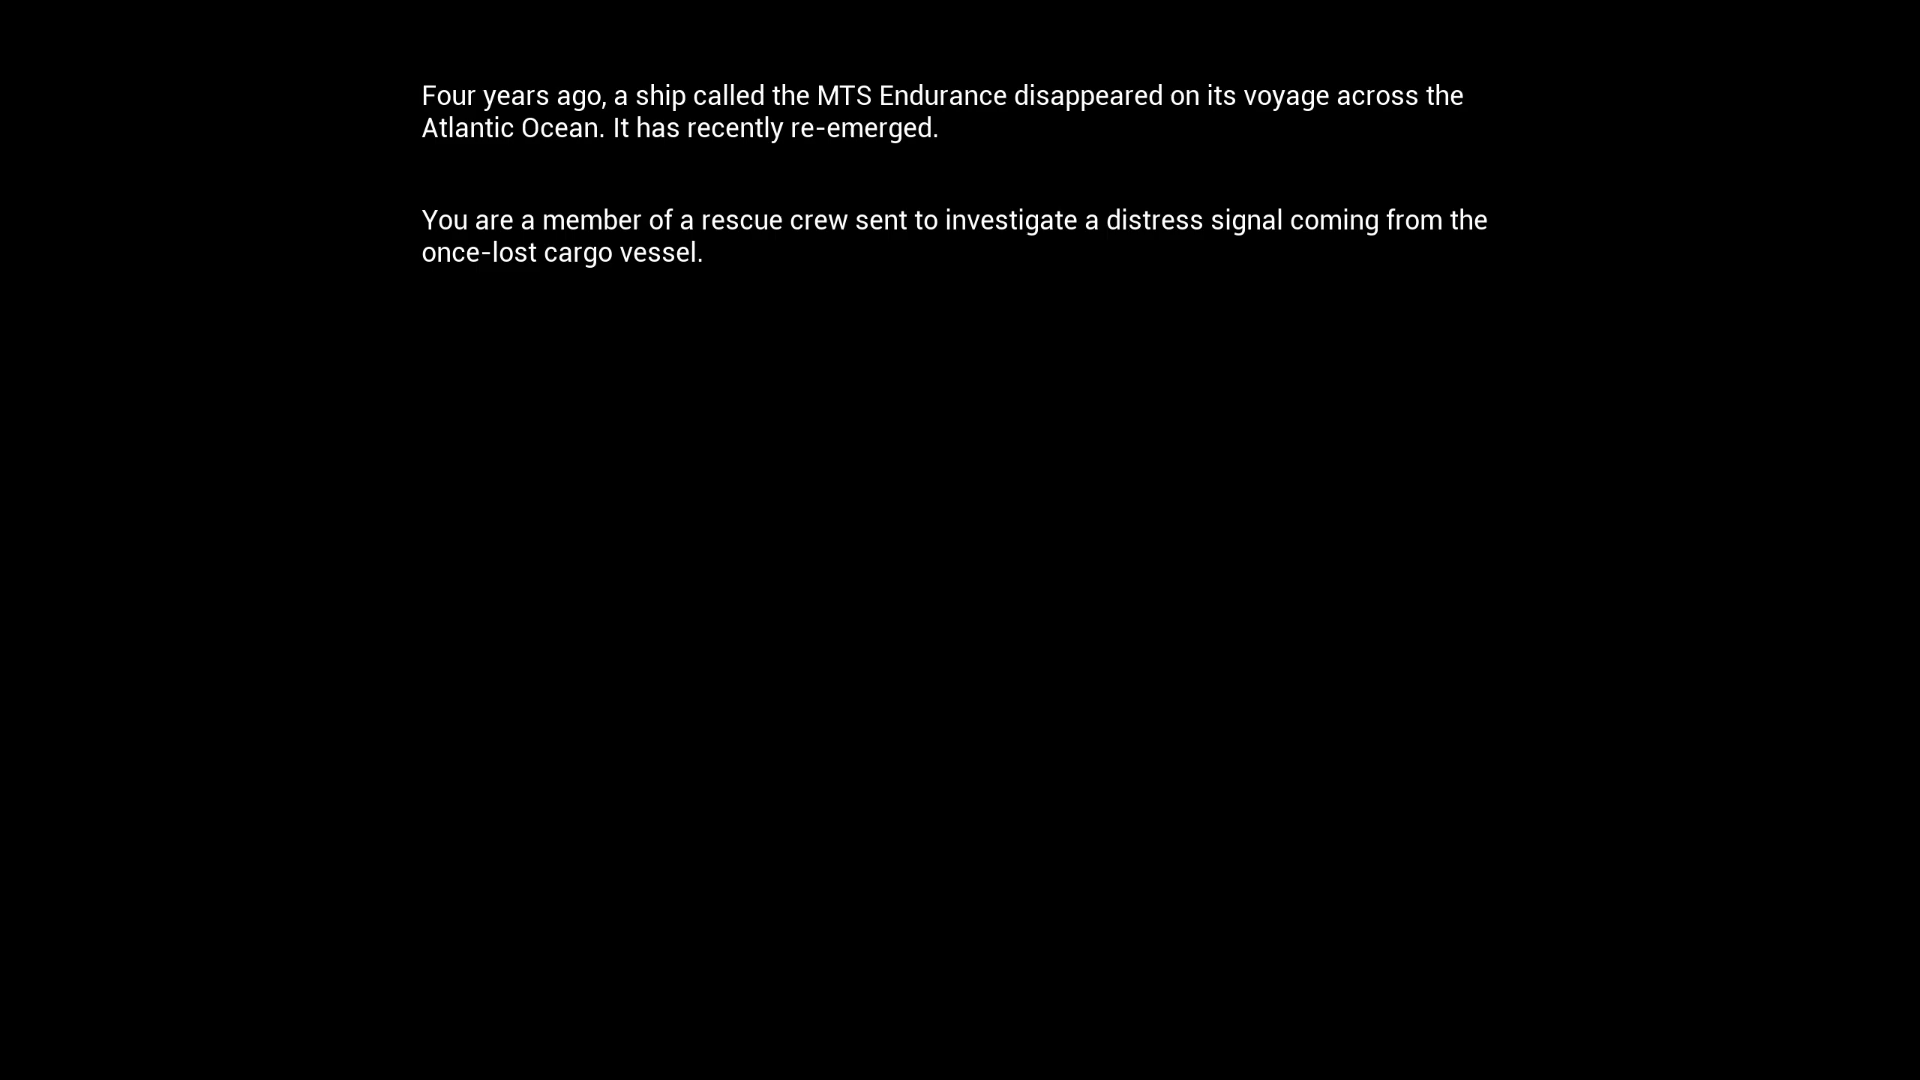 Four years ago, a ship called the MTS Endurance disappeared on its voyage across the
Atlantic Ocean. It has recently re-emerged.
You are a member of a rescue crew sent to investigate a distress signal coming from the
once-lost cargo vessel.